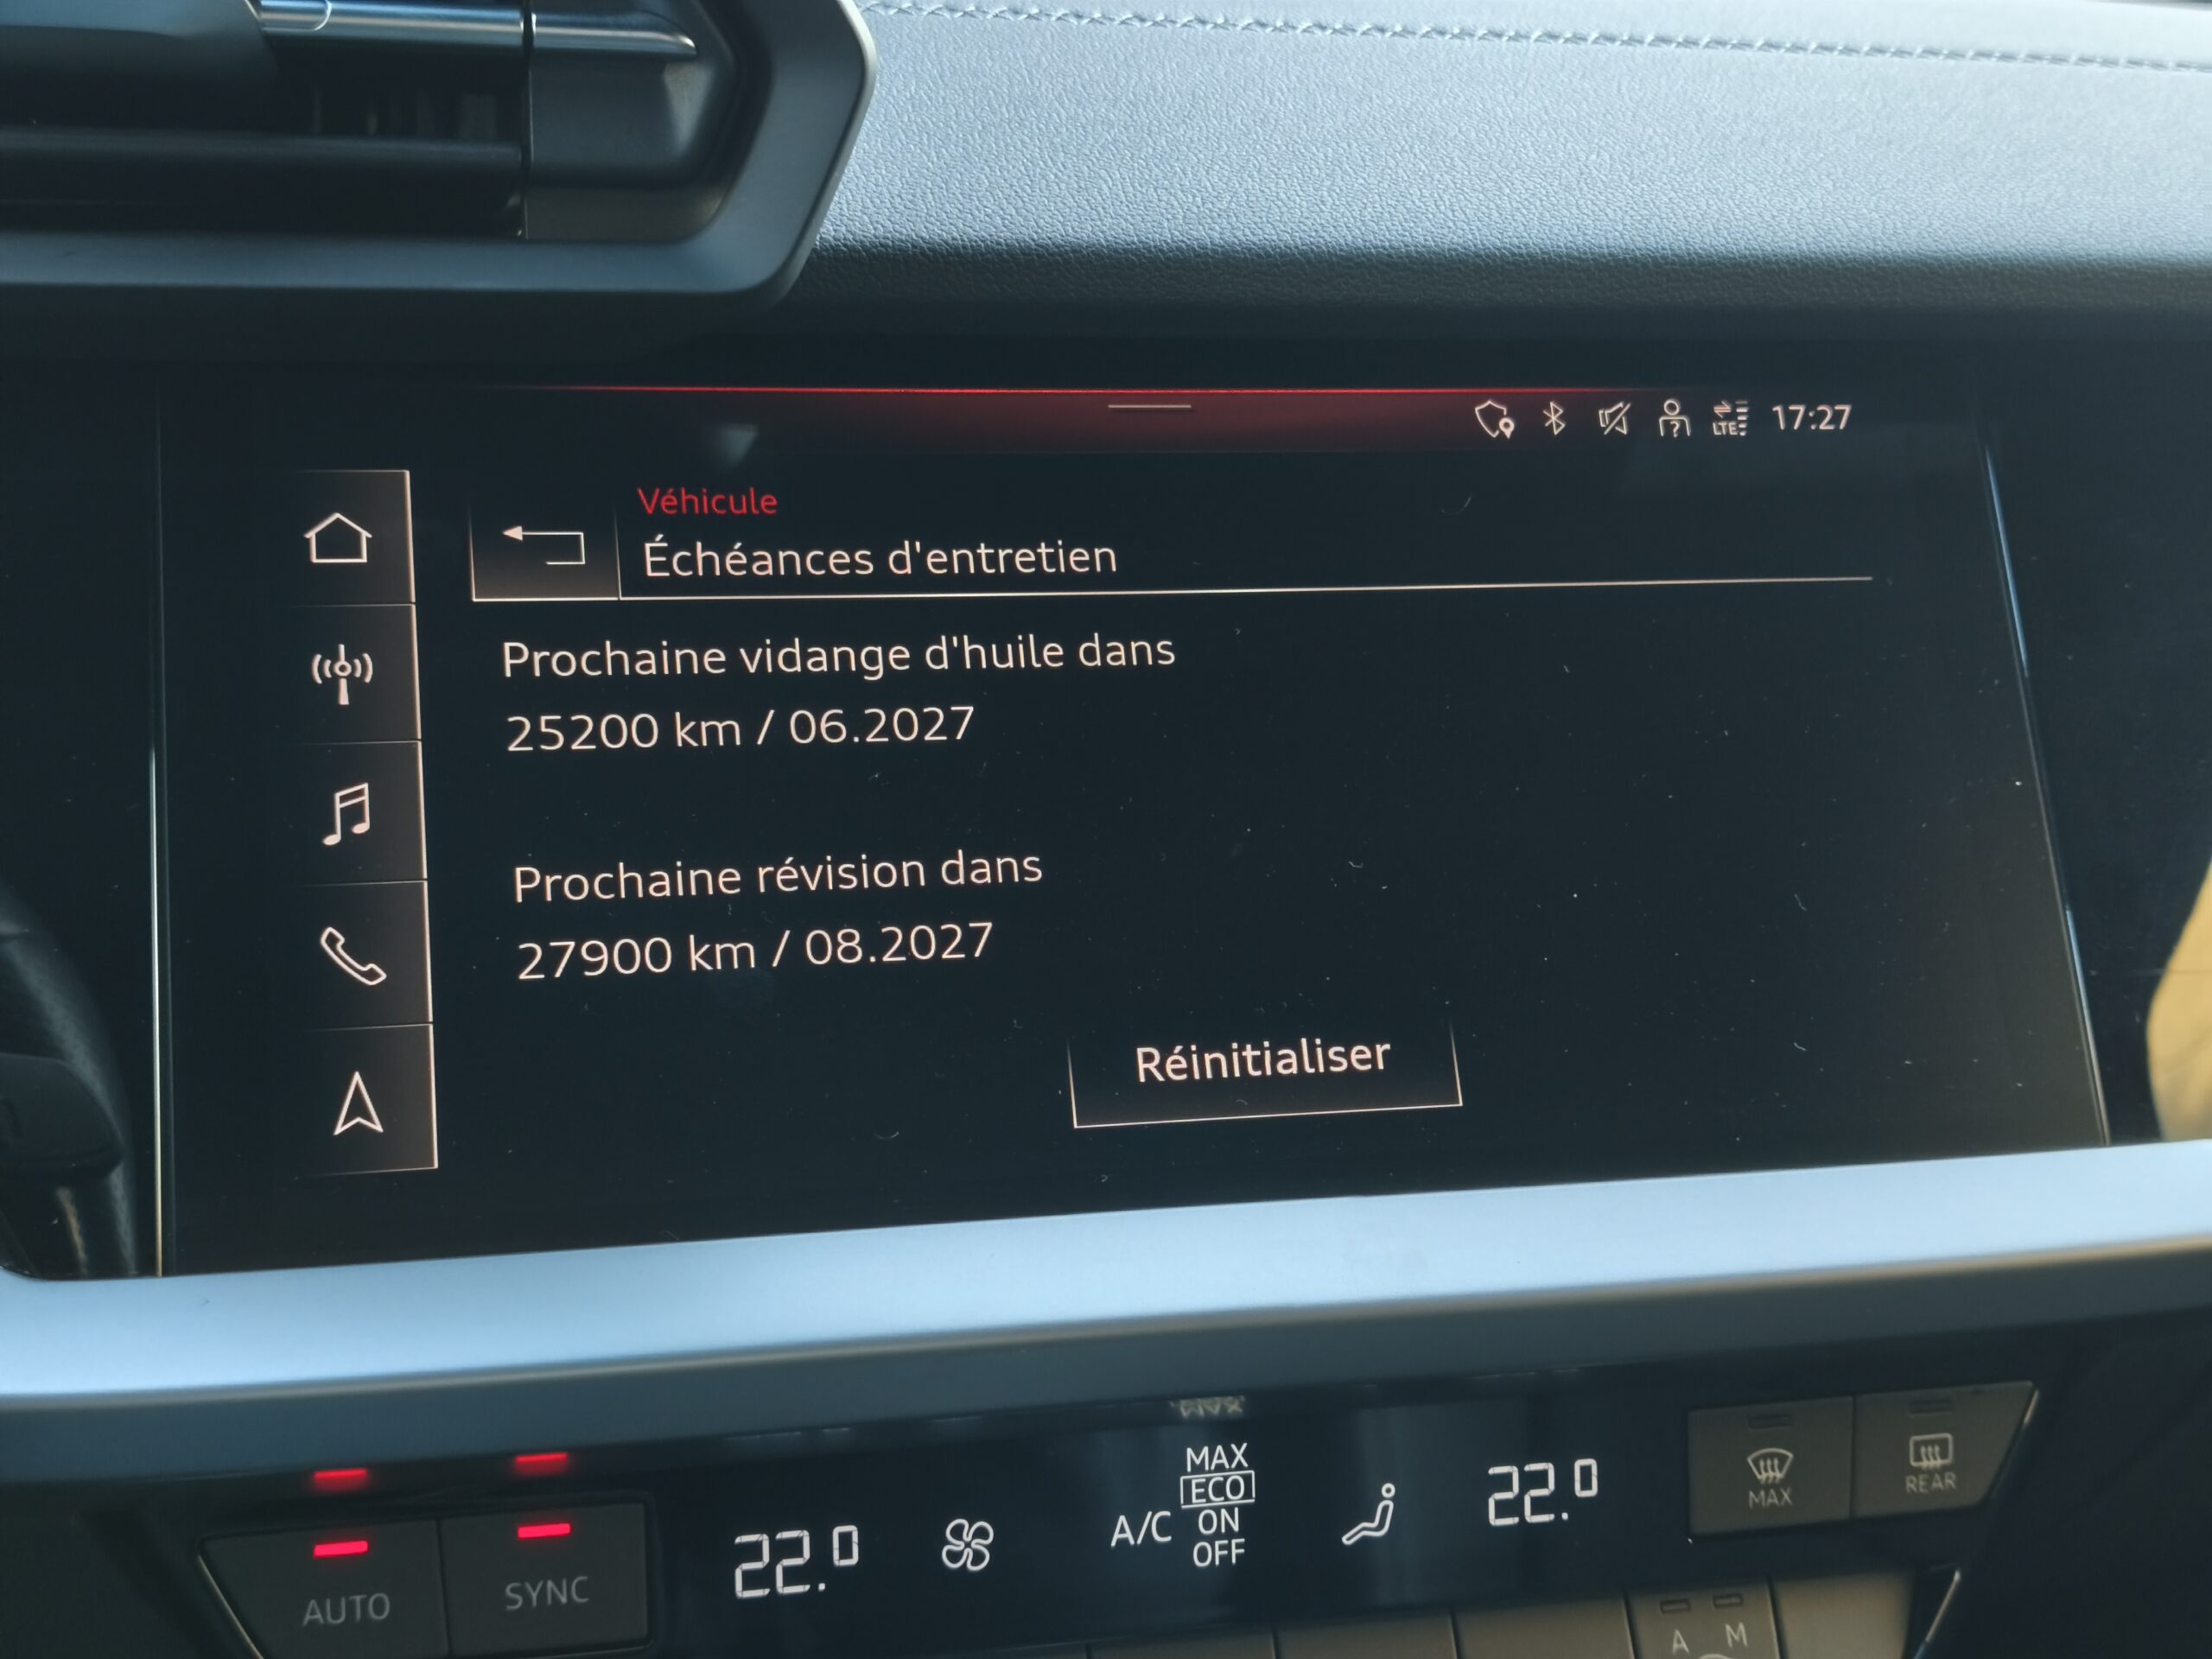 LTE 17:27
Véhicule
Échéances d'entretien
Prochaine vidange d'huile dans
25200 km / 06.2027
Prochaine révision dans
27900 km / 08.2027
Réinitialiser
AUTO
SYNC
22.0
A/C
MAX
ECO
ON
OFF
22.0
MAX
REAR
A M